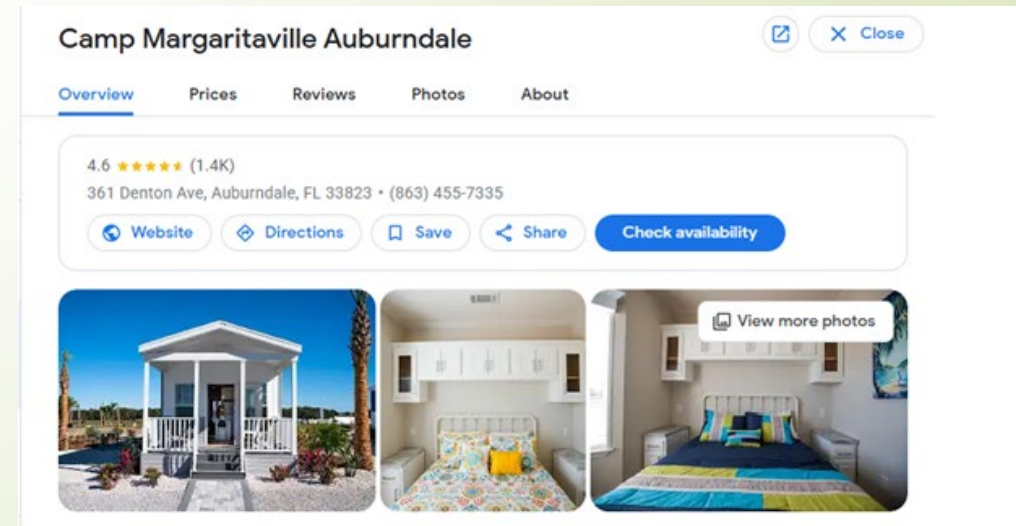 Camp Margaritaville Auburndale
Close
Overview Prices Reviews Photos About
4.6 (1.4K)
361 Denton Ave, Auburndale, FL 33823 • (863) 455-7335
Website Directions Save Share Check availability
View more photos